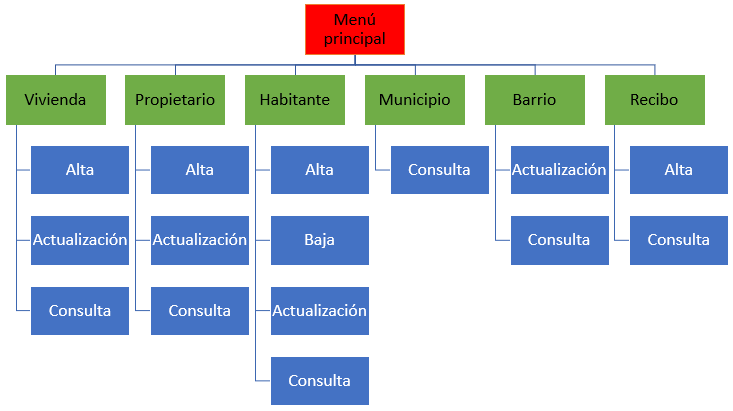 Menú
principal
Vivienda
Propietario
Habitante
Municipio
Barrio
Recibo
Alta
Alta
Alta
Consulta
Actualización
Alta
Actualización
Actualización
Baja
Consulta
Consulta
Consulta
Consulta
Actualización
Consulta